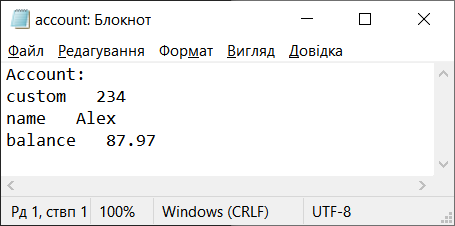 account: Блокнот
Файл Редагування Формат Вигляд Довідка
Account:
custom   234
name   Alex
balance   87.97
Рд 1, ствп 1 100% Windows (CRLF) UTF-8